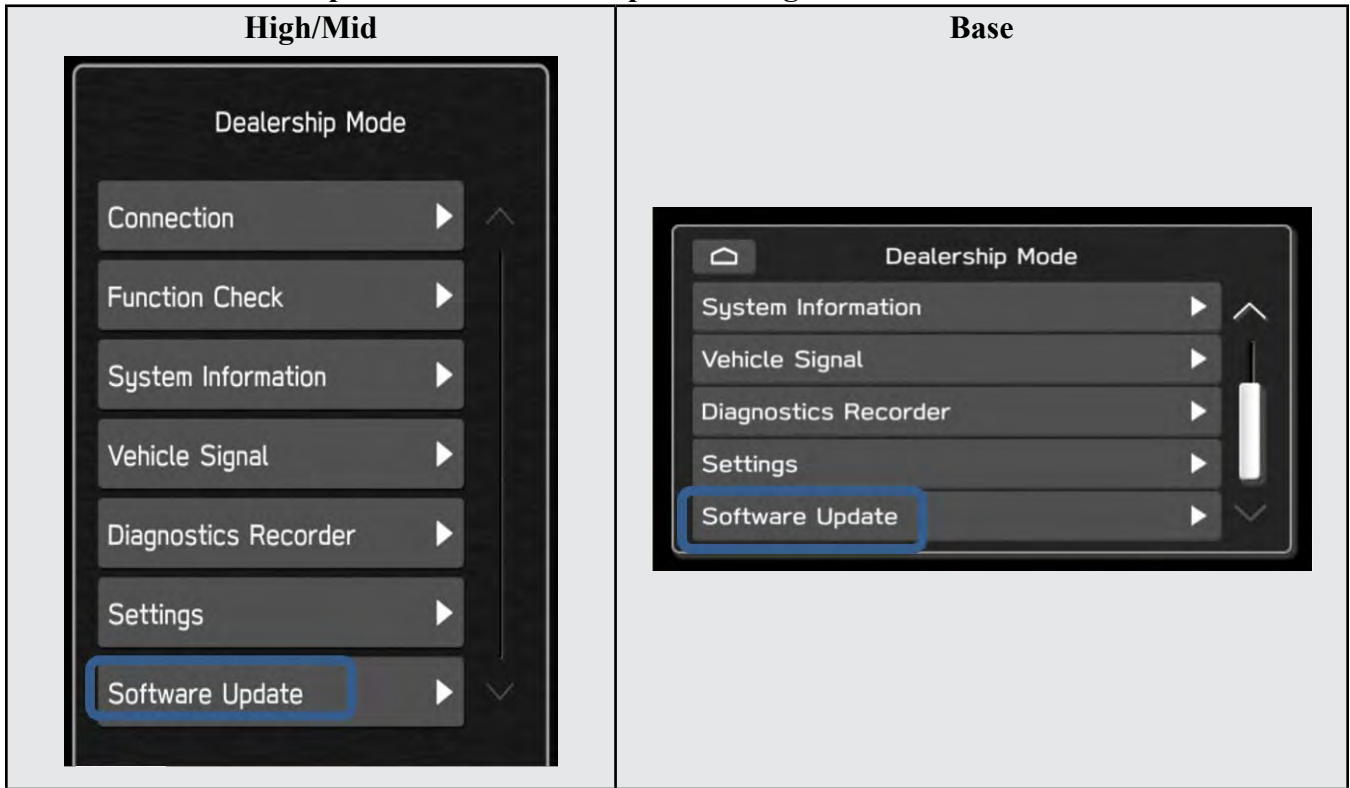 High/Mid
Base
Dealership Mode
Connection
Function Check
System Information
Vehicle Signal
Diagnostics Recorder
Settings
Software Update
Dealership Mode
System Information
Vehicle Signal
Diagnostics Recorder
Settings
Software Update